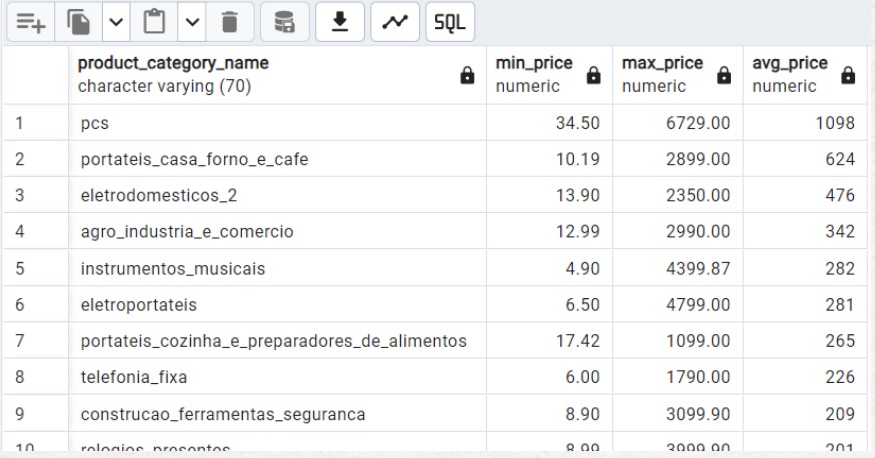 SQL
product_category_name min_price max_price avg_price
character varying (70) numeric numeric numeric
1 pcs 34.50 6729.00 1098
2 portateis_casa_forno_e_cafe 10.19 2899.00 624
3 eletrodomesticos_2 13.90 2350.00 476
4 agro_industria_e_comercio 12.99 2990.00 342
5 instrumentos_musicais 4.90 4399.87 282
6 eletroportateis 6.50 4799.00 281
7 portateis_cozinha_e_preparadores_de_alimentos 17.42 1099.00 265
8 telefonia_fixa 6.00 1790.00 226
9 construcao_ferramentas_seguranca 8.90 3099.90 209
10 relogios_presentes 8.99 3999.90 201